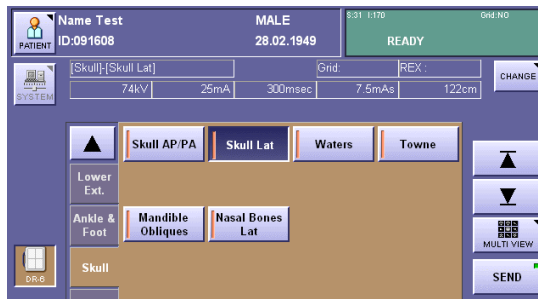 Name Test MALE S:31 I:170 Grid:NO
PATIENT ID:091608 28.02.1949 READY
SYSTEM [Skull]-[Skull Lat] Grid: REX : CHANGE
74kV 25mA 300msec 7.5mAs 122cm
Skull AP/PA Skull Lat Waters Towne
Lower
Ext.
Ankle &
Foot
Mandible
Obliques
Nasal Bones
Lat
MULTI VIEW
Skull
DR-6
SEND